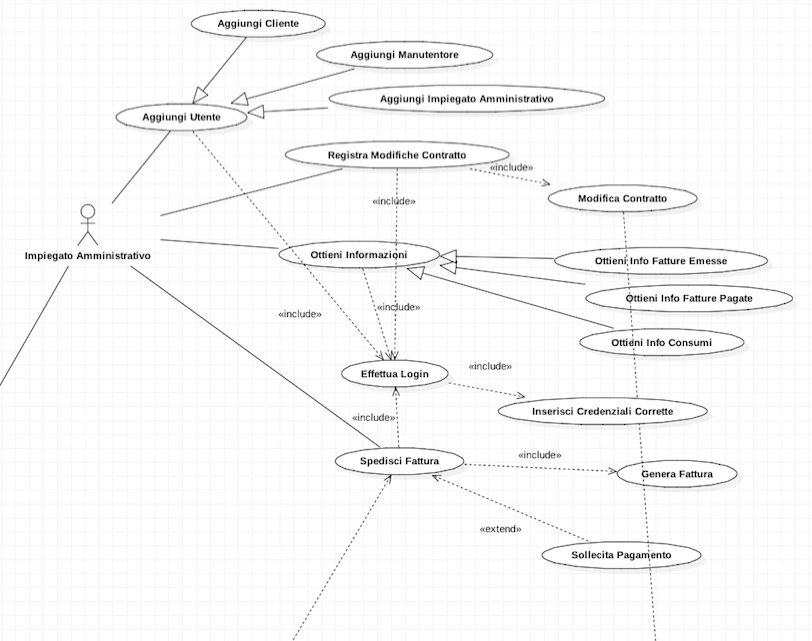 Aggiungi Cliente
Aggiungi Manutentore
Aggiungi Impiegato Amministrativo
Aggiungi Utente
Registra Modifiche Contratto
«include»
Modifica Contratto
«include»
Impiegato Amministrativo
Ottieni Informazioni
Ottieni Info Fatture Emesse
Ottieni Info Fatture Pagate
«include»
«include»
Ottieni Info Consumi
«include»
Effettua Login
Inserisci Credenziali Corrette
«include»
«include»
Spedisci Fattura
Genera Fattura
«extend»
Sollecita Pagamento